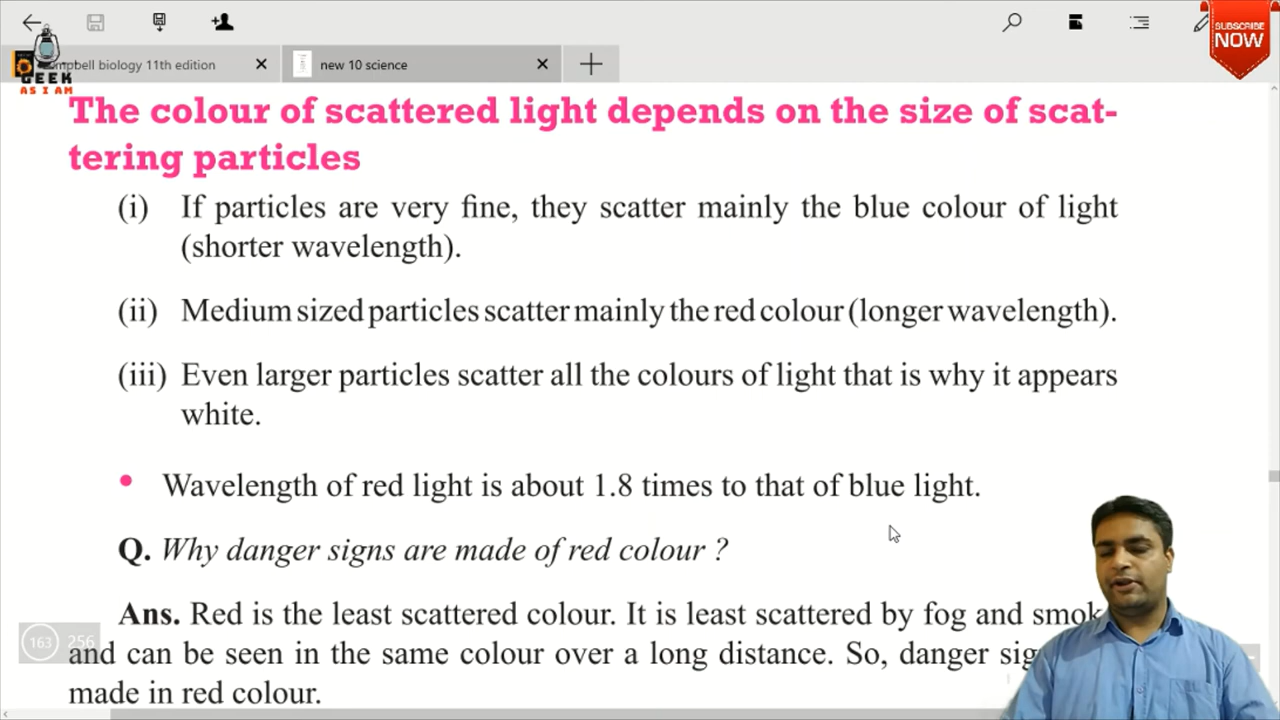 SUBSCRIBE
NOW
mpbell biology 11th edition
new 10 science
GEEK
AS I AM
The colour of scattered light depends on the size of scat-
tering particles
(i) If particles are very fine, they scatter mainly the blue colour of light
(shorter wavelength).
(ii) Medium sized particles scatter mainly the red colour (longer wavelength).
(iii) Even larger particles scatter all the colours of light that is why it appears
white.
• Wavelength of red light is about 1.8 times to that of blue light.
Q. Why danger signs are made of red colour ?
Ans. Red is the least scattered colour. It is least scattered by fog and smok
163 256
and can be seen in the same colour over a long distance. So, danger sig
made in red colour.